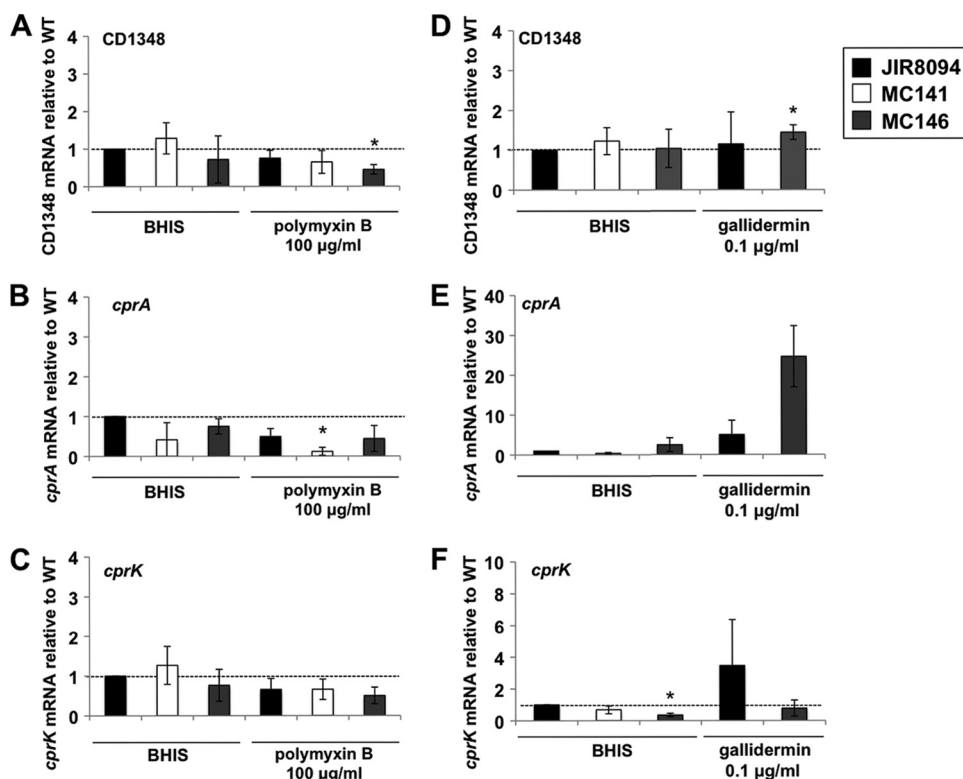 A
CD1348
CD1348 mRNA relative to WT
4
3
2
1
0
*
BHIS
polymyxin B
100 µg/ml
B
cprA
cprA mRNA relative to WT
4
3
2
1
0
*
BHIS
polymyxin B
100 µg/ml
C
cprK
cprK mRNA relative to WT
4
3
2
1
0
BHIS
polymyxin B
100 µg/ml
D
CD1348
CD1348 mRNA relative to WT
4
3
2
1
0
*
BHIS
gallidermin
0.1 µg/ml
E
cprA
cprA mRNA relative to WT
40
30
20
10
0
BHIS
gallidermin
0.1 µg/ml
F
cprK
cprK mRNA relative to WT
10
8
6
4
2
0
*
BHIS
gallidermin
0.1 µg/ml
JIR8094
MC141
MC146